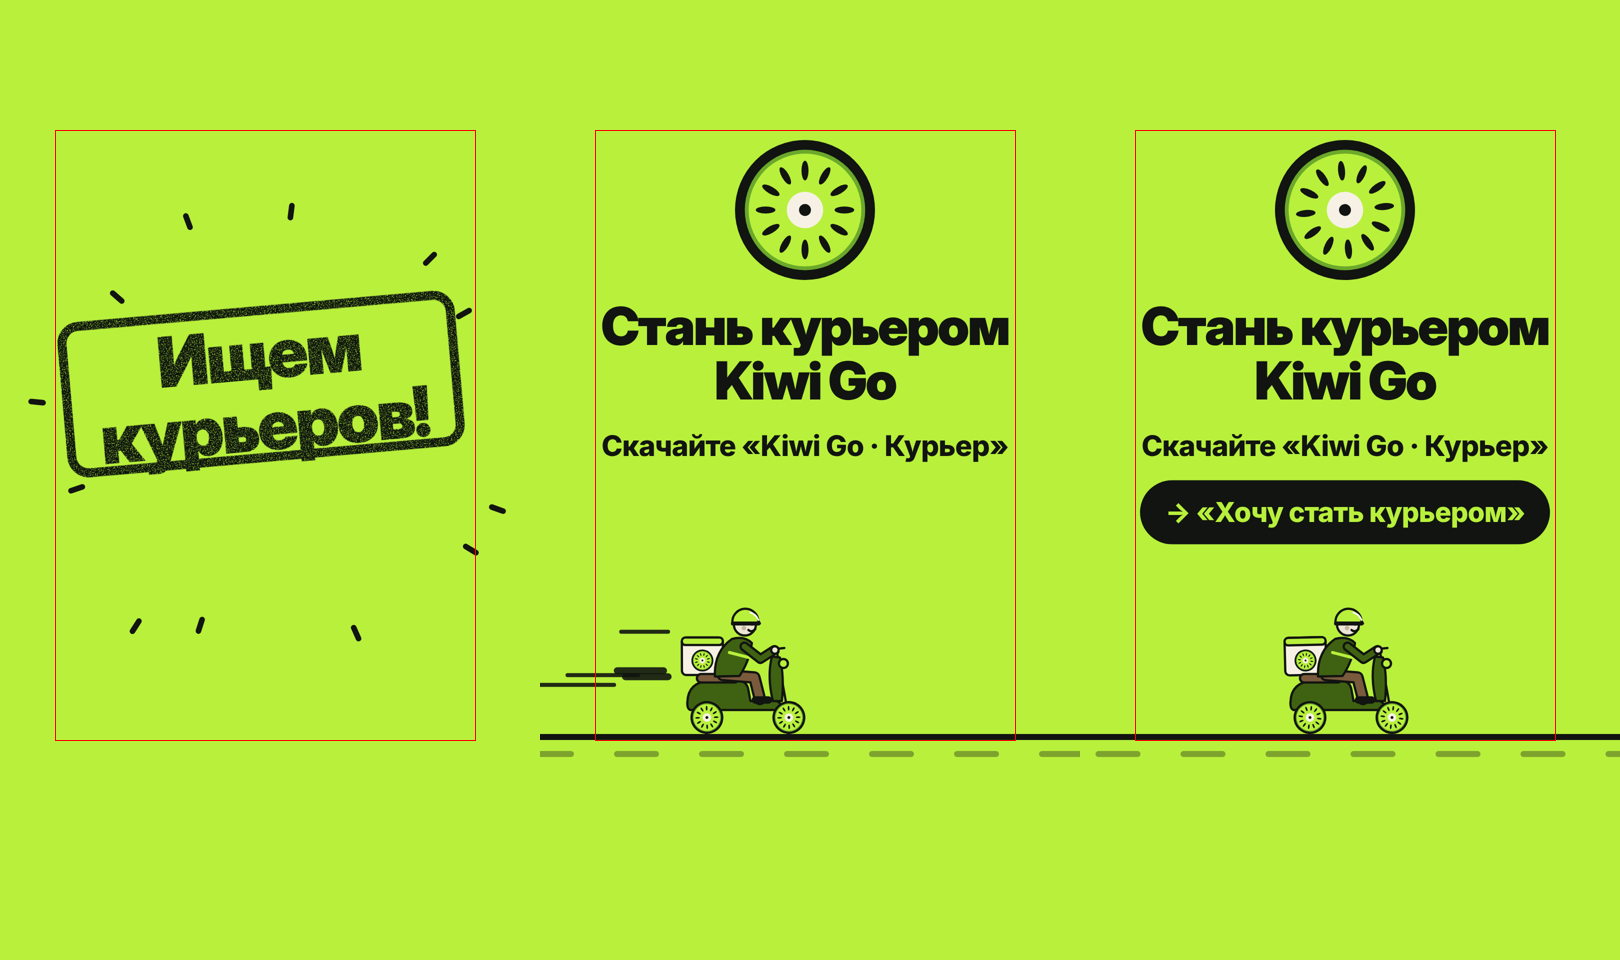 Ищем
курьеров!
Стань курьером
Kiwi Go
Скачайте «Kiwi Go · Курьер»
Стань курьером
Kiwi Go
Скачайте «Kiwi Go · Курьер»
→ «Хочу стать курьером»